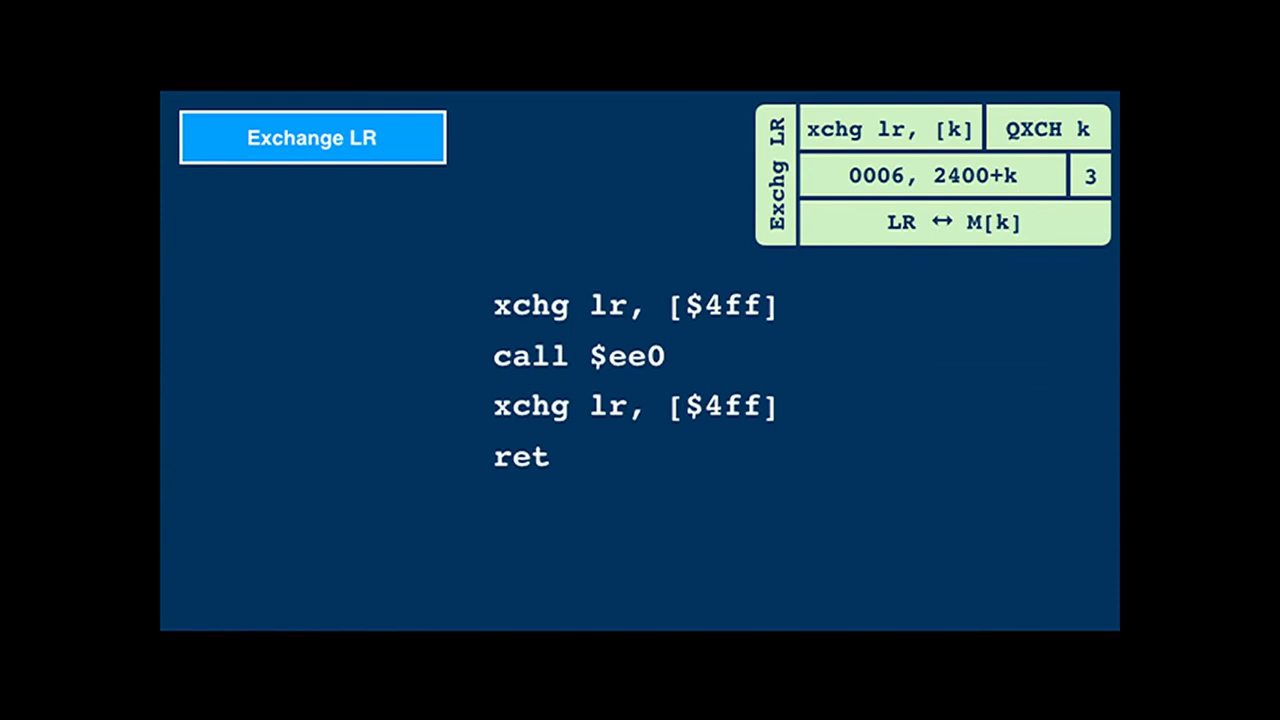 Exchange LR
Exchg LR
xchg lr, [k]
QXCH k
0006, 2400+k
3
LR ↔ M[k]
xchg lr, [$4ff]
call $ee0
xchg lr, [$4ff]
ret